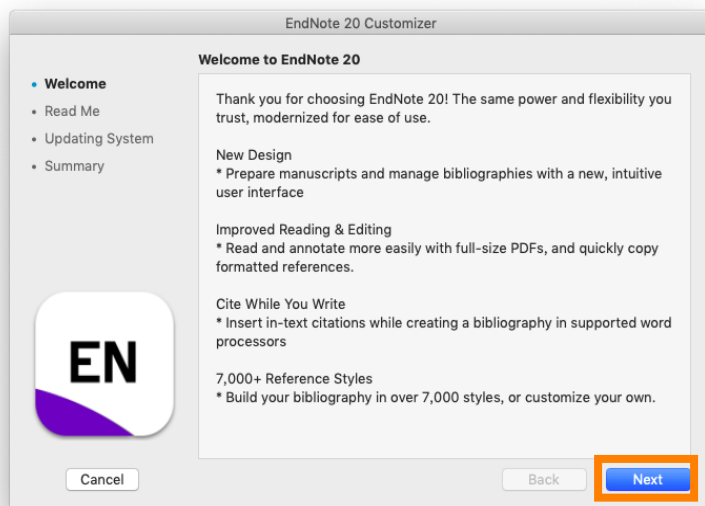 EndNote 20 Customizer
Welcome to EndNote 20
• Welcome
• Read Me
• Updating System
• Summary
Thank you for choosing EndNote 20! The same power and flexibility you
trust, modernized for ease of use.
New Design
* Prepare manuscripts and manage bibliographies with a new, intuitive
user interface
Improved Reading & Editing
* Read and annotate more easily with full-size PDFs, and quickly copy
formatted references.
Cite While You Write
* Insert in-text citations while creating a bibliography in supported word
processors
7,000+ Reference Styles
* Build your bibliography in over 7,000 styles, or customize your own.
EN
Cancel
Back
Next